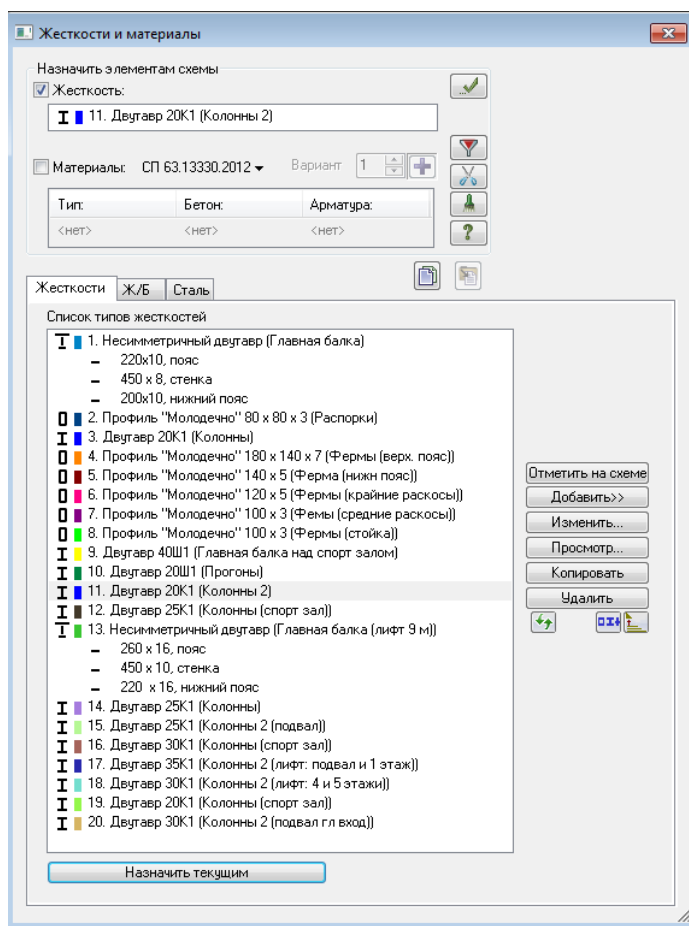 Жесткости и материалы
Назначить элементам схемы
Жесткость:
11. Двутавр 20К1 (Колонны 2)
Материалы: СП 63.13330.2012 Вариант 1
Тип: Бетон: Арматура:
<нет> <нет> <нет>
Жесткости Ж/Б Сталь
Список типов жесткостей
1. Несимметричный двутавр (Главная балка)
220x10, пояс
450 x 8, стенка
200x10, нижний пояс
2. Профиль "Молодечно" 80 x 80 x 3 (Распорки)
3. Двутавр 20К1 (Колонны)
4. Профиль "Молодечно" 180 x 140 x 7 (Фермы (верх. пояс))
5. Профиль "Молодечно" 140 x 5 (Ферма (нижн пояс))
6. Профиль "Молодечно" 120 x 5 (Фермы (крайние раскосы))
7. Профиль "Молодечно" 100 x 3 (Фемы (средние раскосы))
8. Профиль "Молодечно" 100 x 3 (Фермы (стойка))
9. Двутавр 40Ш1 (Главная балка над спорт залом)
10. Двутавр 20Ш1 (Прогоны)
11. Двутавр 20К1 (Колонны 2)
12. Двутавр 25К1 (Колонны (спорт зал))
13. Несимметричный двутавр (Главная балка (лифт 9 м))
260 x 16, пояс
450 x 10, стенка
220 x 16, нижний пояс
14. Двутавр 25К1 (Колонны)
15. Двутавр 25К1 (Колонны 2 (подвал))
16. Двутавр 30К1 (Колонны (спорт зал))
17. Двутавр 35К1 (Колонны 2 (лифт: подвал и 1 этаж))
18. Двутавр 30К1 (Колонны 2 (лифт: 4 и 5 этажи))
19. Двутавр 20К1 (Колонны (спорт зал))
20. Двутавр 30К1 (Колонны 2 (подвал гл вход))
Отметить на схеме
Добавить>>
Изменить...
Просмотр...
Копировать
Удалить
Назначить текущим